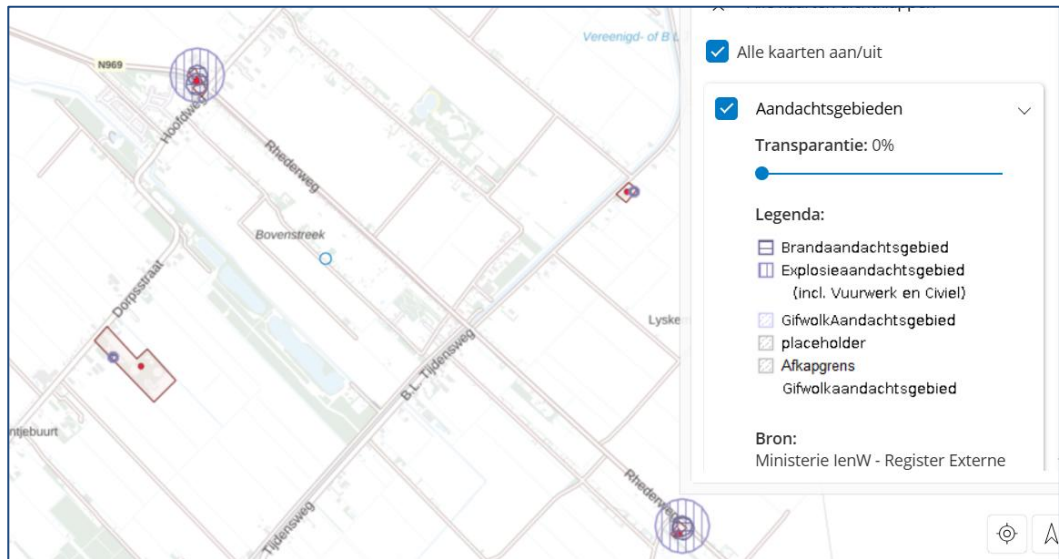 Vereenigd- of B L
N969
Hoofdweg
Rhederweg
Bovenstreek
Dorpsstraat
Lysker
B.L. Tijdensweg
ntjebuurt
Rhederweg
Tijdensweg
Alle kaarten aan/uit
Aandachtsgebieden
Transparantie: 0%
Legenda:
Brandaandachtsgebied
Explosieaandachtsgebied
(incl. Vuurwerk en Civiel)
GifwolkAandachtsgebied
placeholder
Afkapgrens
Gifwolkaandachtsgebied
Bron:
Ministerie IenW - Register Externe